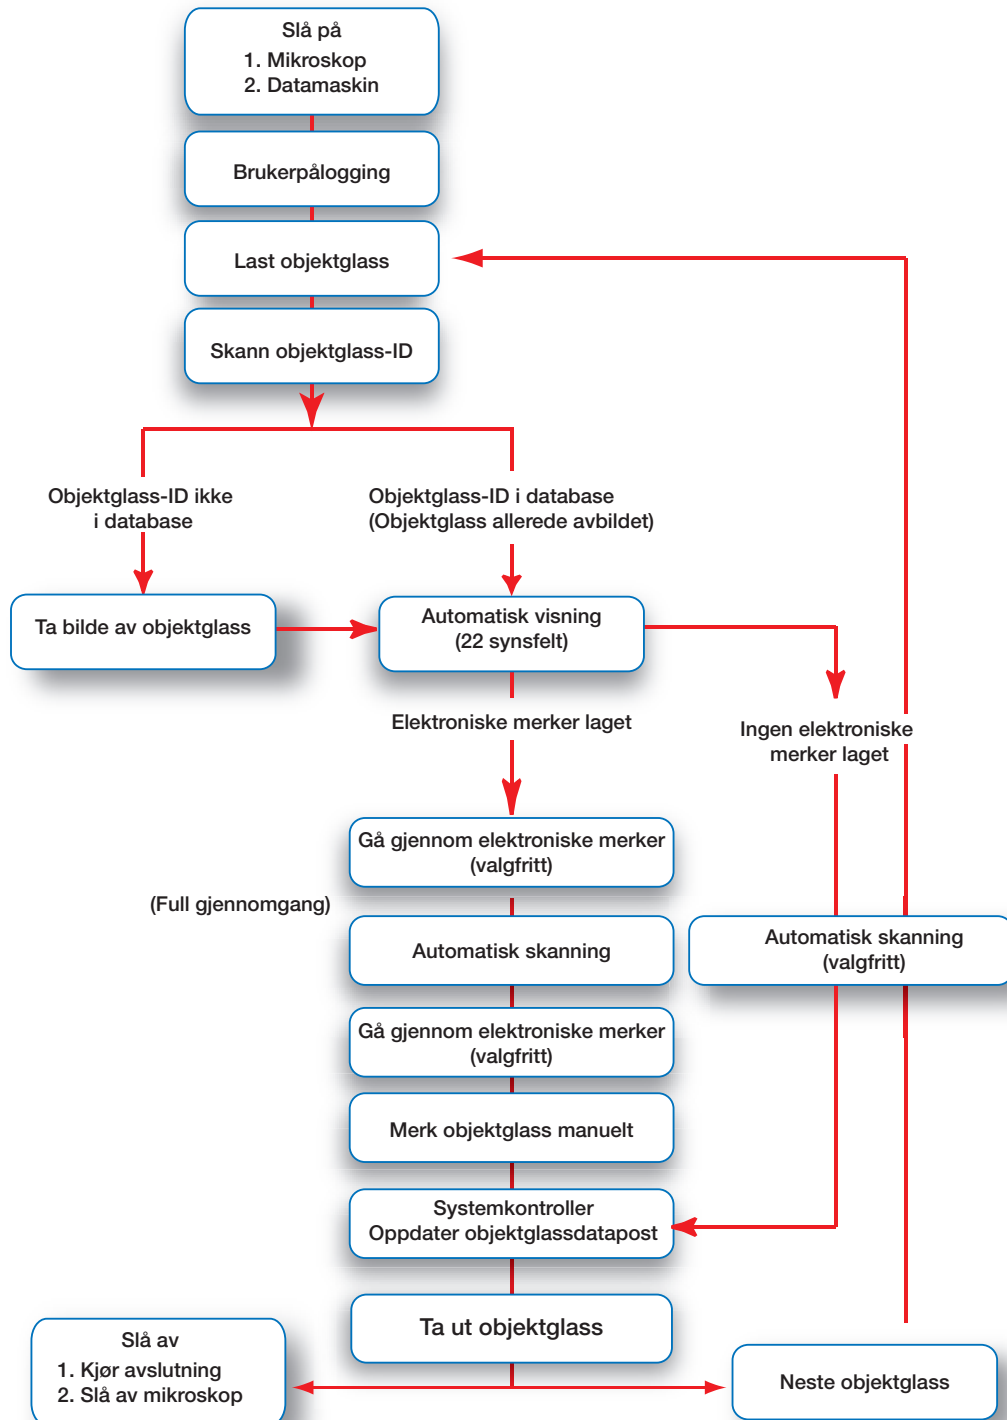 Slå på
1. Mikroskop
2. Datamaskin
Brukerpålogging
Last objektglass
Skann objektglass-ID
Objektglass-ID ikke
i database
Objektglass-ID i database
(Objektglass allerede avbildet)
Ta bilde av objektglass
Automatisk visning
(22 synsfelt)
Elektroniske merker laget
Ingen elektroniske
merker laget
Gå gjennom elektroniske merker
(valgfritt)
(Full gjennomgang)
Automatisk skanning
Automatisk skanning
(valgfritt)
Gå gjennom elektroniske merker
(valgfritt)
Merk objektglass manuelt
Systemkontroller
Oppdater objektglassdatapost
Ta ut objektglass
Slå av
1. Kjør avslutning
2. Slå av mikroskop
Neste objektglass